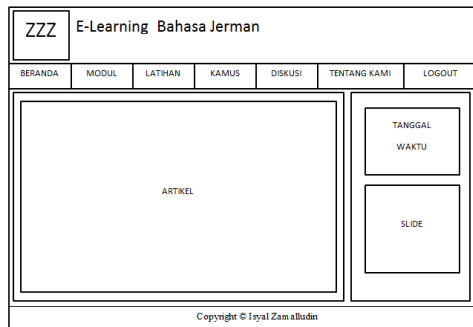 ZZZ
E-Learning Bahasa Jerman
BERANDA MODUL LATIHAN KAMUS DISKUSI TENTANG KAMI LOGOUT
ARTIKEL
TANGGAL
WAKTU
SLIDE
Copyright © Isyal Zamalludin